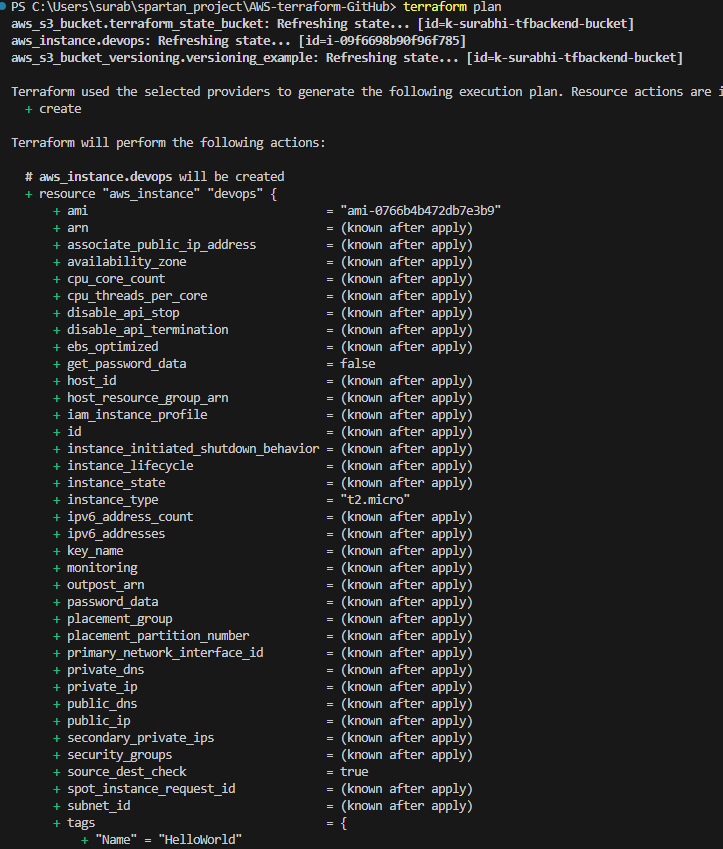 PS C:\Users\surab\spartan_project\AWS-terraform-GitHub> terraform plan
aws_s3_bucket.terraform_state_bucket: Refreshing state... [id=k-surabhi-tfbackend-bucket]
aws_instance.devops: Refreshing state... [id=i-09f6698b90f96f785]
aws_s3_bucket_versioning.versioning_example: Refreshing state... [id=k-surabhi-tfbackend-bucket]
Terraform used the selected providers to generate the following execution plan. Resource actions are i
+ create
Terraform will perform the following actions:
# aws_instance.devops will be created
+ resource "aws_instance" "devops" {
+ ami = "ami-0766b4b472db7e3b9"
+ arn = (known after apply)
+ associate_public_ip_address = (known after apply)
+ availability_zone = (known after apply)
+ cpu_core_count = (known after apply)
+ cpu_threads_per_core = (known after apply)
+ disable_api_stop = (known after apply)
+ disable_api_termination = (known after apply)
+ ebs_optimized = (known after apply)
+ get_password_data = false
+ host_id = (known after apply)
+ host_resource_group_arn = (known after apply)
+ iam_instance_profile = (known after apply)
+ id = (known after apply)
+ instance_initiated_shutdown_behavior = (known after apply)
+ instance_lifecycle = (known after apply)
+ instance_state = (known after apply)
+ instance_type = "t2.micro"
+ ipv6_address_count = (known after apply)
+ ipv6_addresses = (known after apply)
+ key_name = (known after apply)
+ monitoring = (known after apply)
+ outpost_arn = (known after apply)
+ password_data = (known after apply)
+ placement_group = (known after apply)
+ placement_partition_number = (known after apply)
+ primary_network_interface_id = (known after apply)
+ private_dns = (known after apply)
+ private_ip = (known after apply)
+ public_dns = (known after apply)
+ public_ip = (known after apply)
+ secondary_private_ips = (known after apply)
+ security_groups = (known after apply)
+ source_dest_check = true
+ spot_instance_request_id = (known after apply)
+ subnet_id = (known after apply)
+ tags = {
+ "Name" = "HelloWorld"